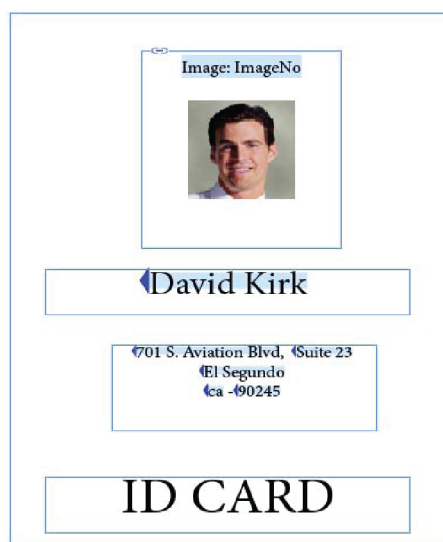 Image: ImageNo
David Kirk
701 S. Aviation Blvd, Suite 23
El Segundo
ca - 90245
ID CARD